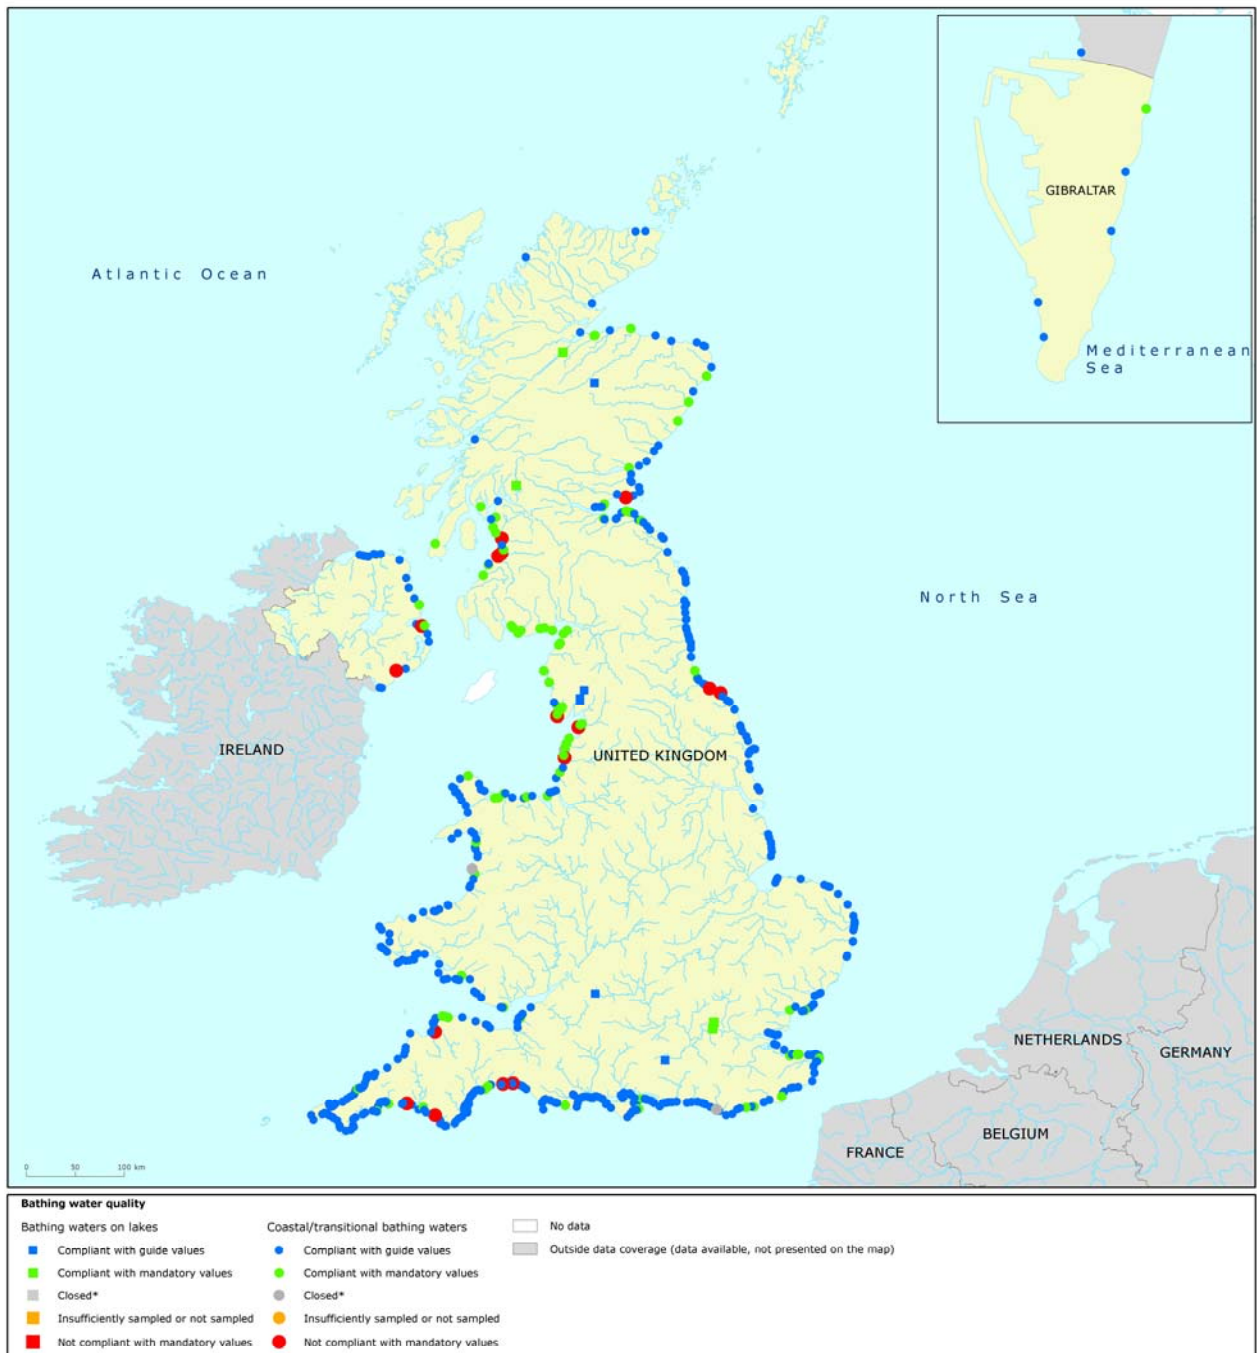 GIBRALTAR
Atlantic Ocean
Mediterranean
Sea
North Sea
IRELAND
UNITED KINGDOM
NETHERLANDS
GERMANY
BELGIUM
FRANCE
0 50 100 km
Bathing water quality
Bathing waters on lakes
Compliant with guide values
Compliant with mandatory values
Closed*
Insufficiently sampled or not sampled
Not compliant with mandatory values
Coastal/transitional bathing waters
Compliant with guide values
Compliant with mandatory values
Closed*
Insufficiently sampled or not sampled
Not compliant with mandatory values
No data
Outside data coverage (data available, not presented on the map)